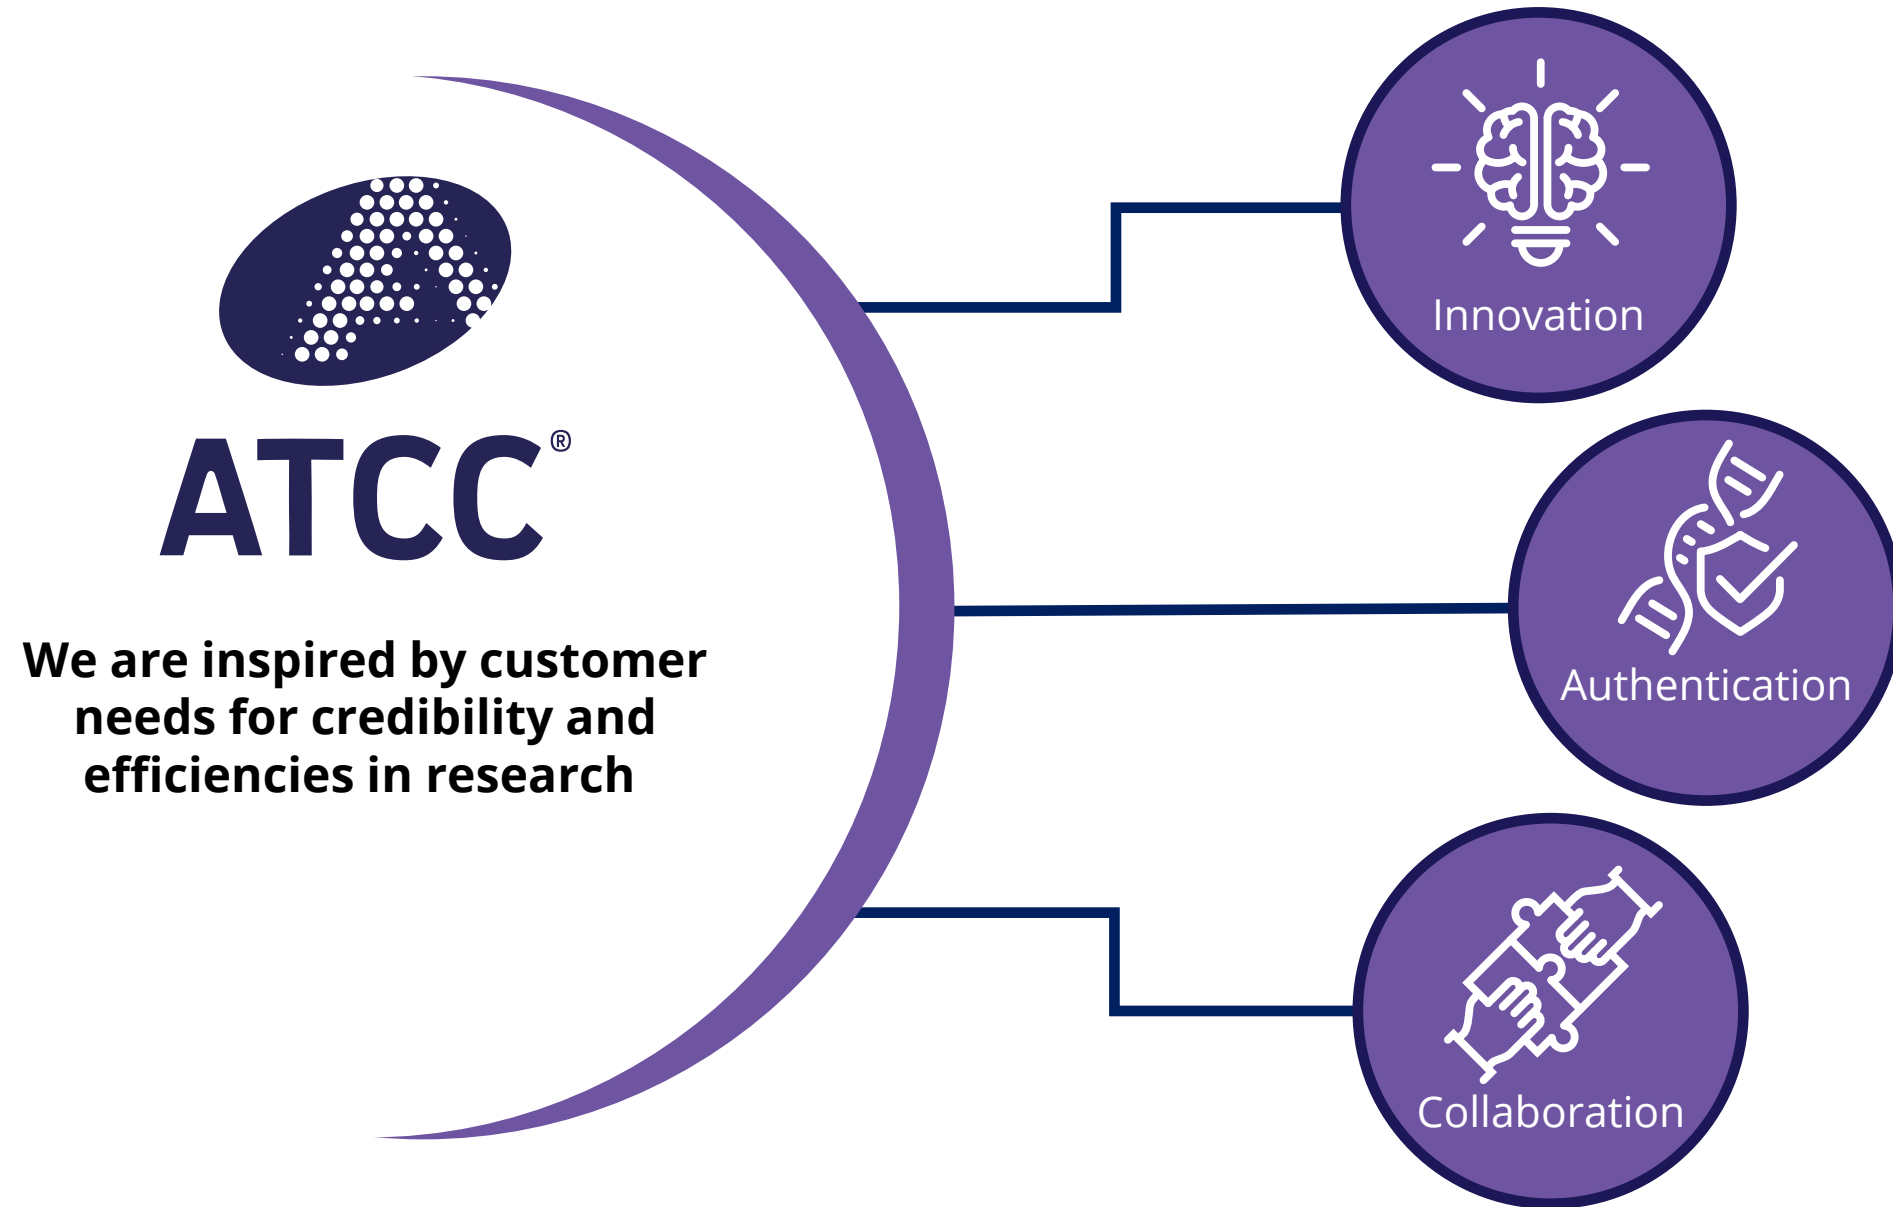 ATCC®
We are inspired by customer
needs for credibility and
efficiencies in research
Innovation
Authentication
Collaboration